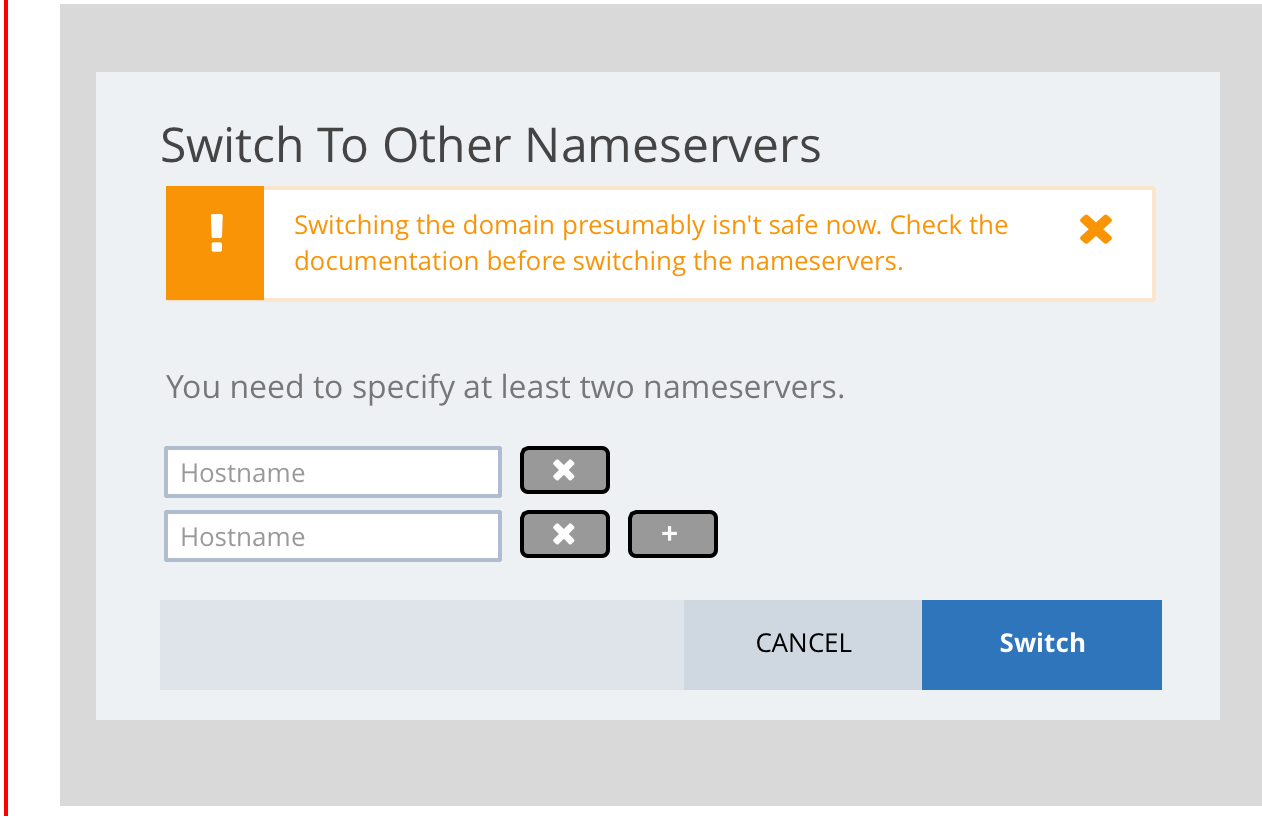 Switch To Other Nameservers
!
Switching the domain presumably isn't safe now. Check the
documentation before switching the nameservers.
You need to specify at least two nameservers.
Hostname
Hostname
+
CANCEL
Switch